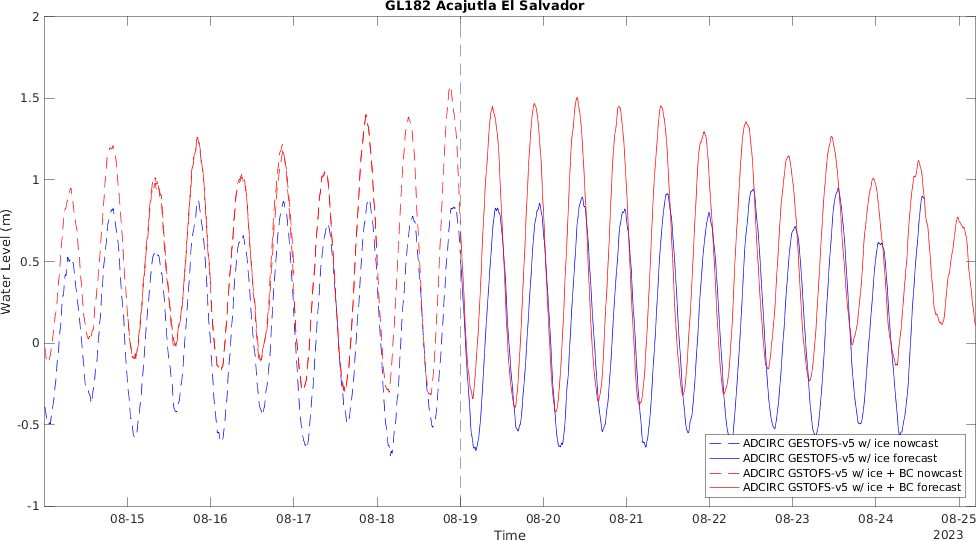 GL182 Acajutla El Salvador
2
1.5
1
0.5
0
-0.5
-1
Water Level (m)
08-15 08-16 08-17 08-18 08-19 08-20 08-21 08-22 08-23 08-24 08-25
Time
2023
ADCIRC GESTOFS-v5 w/ ice nowcast
ADCIRC GESTOFS-v5 w/ ice forecast
ADCIRC GSTOFS-v5 w/ ice + BC nowcast
ADCIRC GSTOFS-v5 w/ ice + BC forecast